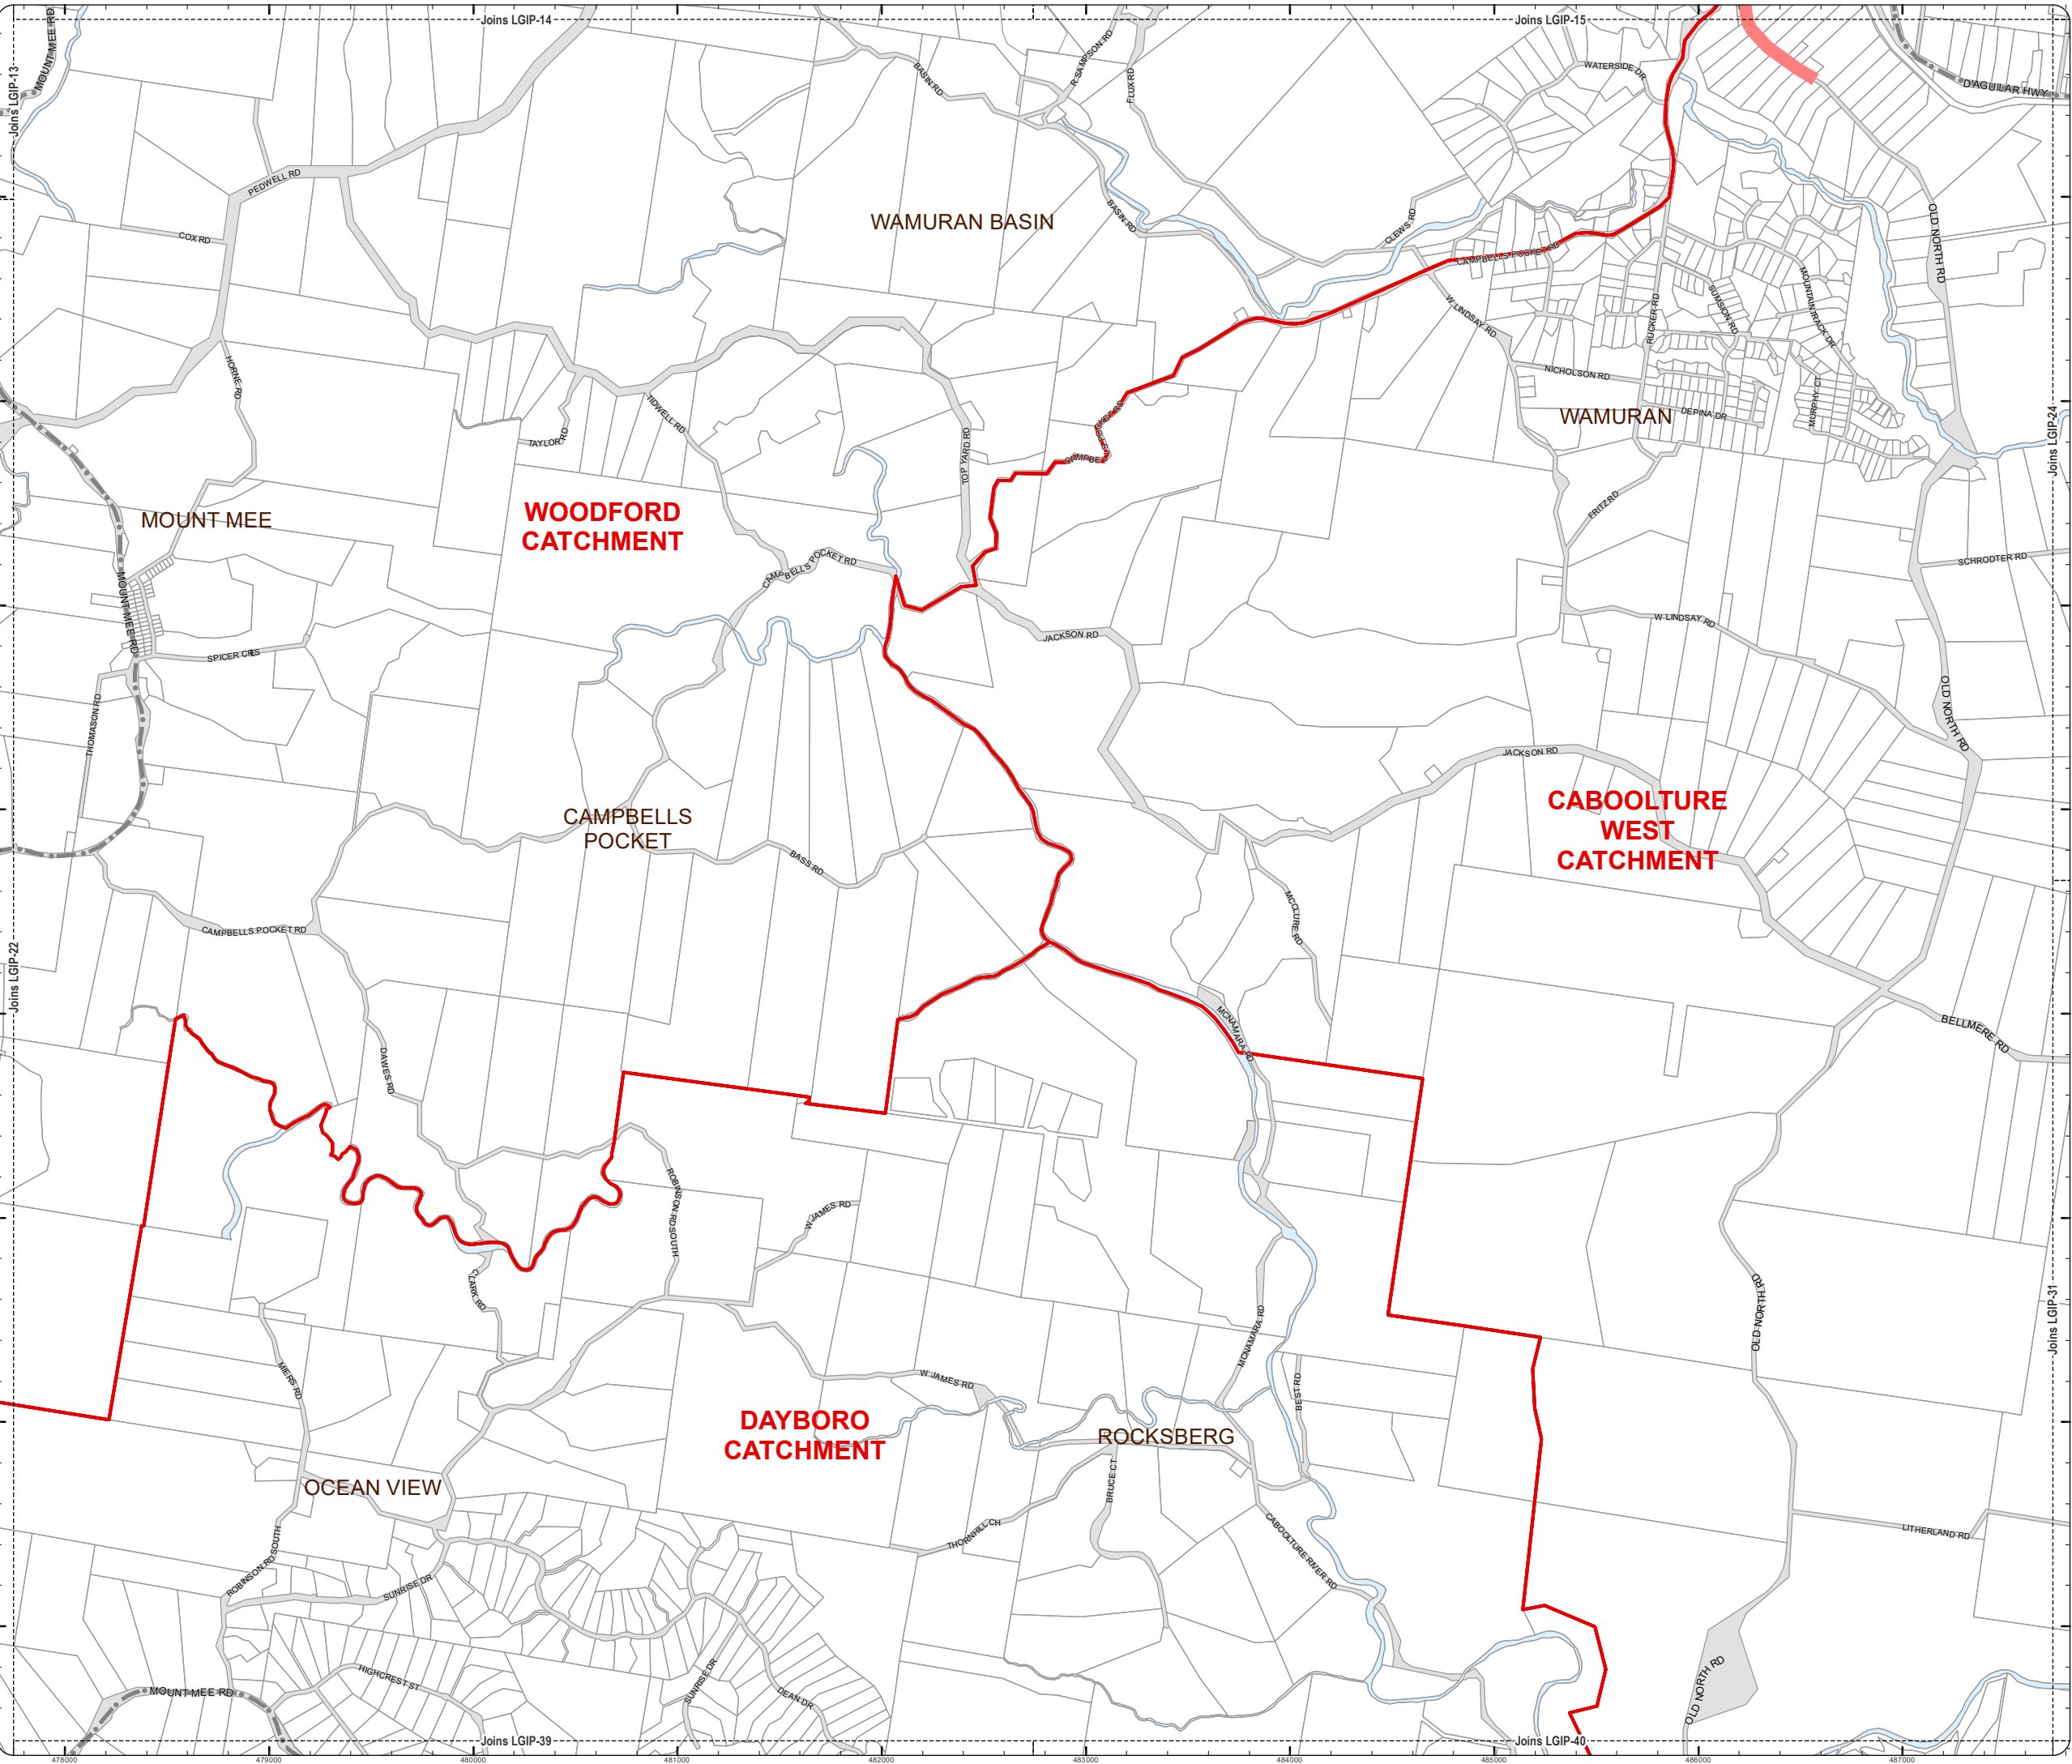 Joins LGIP-14
Joins LGIP-15
Joins LGIP-13
MOUNT MEE RD
BASIN RD
R SAMPSON RD
FLUX RD
WATERSIDE DR
D'AGUILAR HWY
PEDWELL RD
COX RD
WAMURAN BASIN
BASIN RD
CLEWS RD
CAMPBELLS POCKET RD
OLD NORTH RD
W LINDSAY RD
RUCKER RD
SUMSION RD
MOUNTAIN TRACK DR
HORNE RD
NICHOLSON RD
MURPHY CT
TIDWELL RD
TAYLOR RD
TOP YARD RD
WAMURAN
DEPINA DR
Joins LGIP-24
MOUNT MEE
WOODFORD
CATCHMENT
FRITZ RD
CAMPBELLS POCKET RD
SCHRODTER RD
MOUNT MEE RD
W LINDSAY RD
JACKSON RD
SPICER CRES
THOMASON RD
OLD NORTH RD
JACKSON RD
CAMPBELLS
POCKET
CABOOLTURE
WEST
CATCHMENT
BASS RD
MCCLURE RD
CAMPBELLS POCKET RD
Joins LGIP-22
MCNAMARA RD
BELLMERE RD
DAWES RD
ROBINSON RD SOUTH
W JAMES RD
CLARK RD
OLD NORTH RD
Joins LGIP-31
MCNAMARA RD
MIERS RD
W JAMES RD
BEST RD
DAYBORO
CATCHMENT
ROCKSBERG
OCEAN VIEW
BRUCE CT
THORNHILL CH
CABOOLTURE RIVER RD
LITHERLAND RD
ROBINSON RD SOUTH
SUNRISE DR
HIGHCREST ST
MOUNT MEE RD
SUNRISE DR
DEAN DR
OLD NORTH RD
Joins LGIP-39
Joins LGIP-40
478000
479000
480000
481000
482000
483000
484000
485000
486000
487000